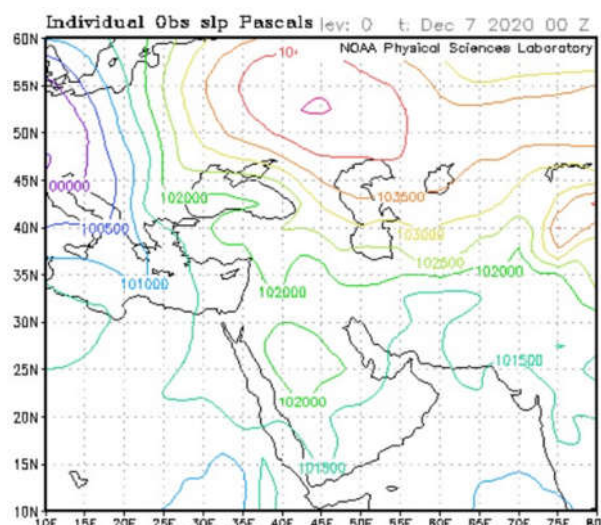 Individual Obs slp Pascals lev: 0 t: Dec 7 2020 00 Z
NOAA Physical Sciences Laboratory
60N
55N
50N
45N
40N
35N
30N
25N
20N
15N
10N
10E 15E 20E 25E 30E 35E 40E 45E 50E 55E 60E 65E 70E 75E
102000
100500
101000
103500
103000
102500
102000
102000
101500
102000
101500